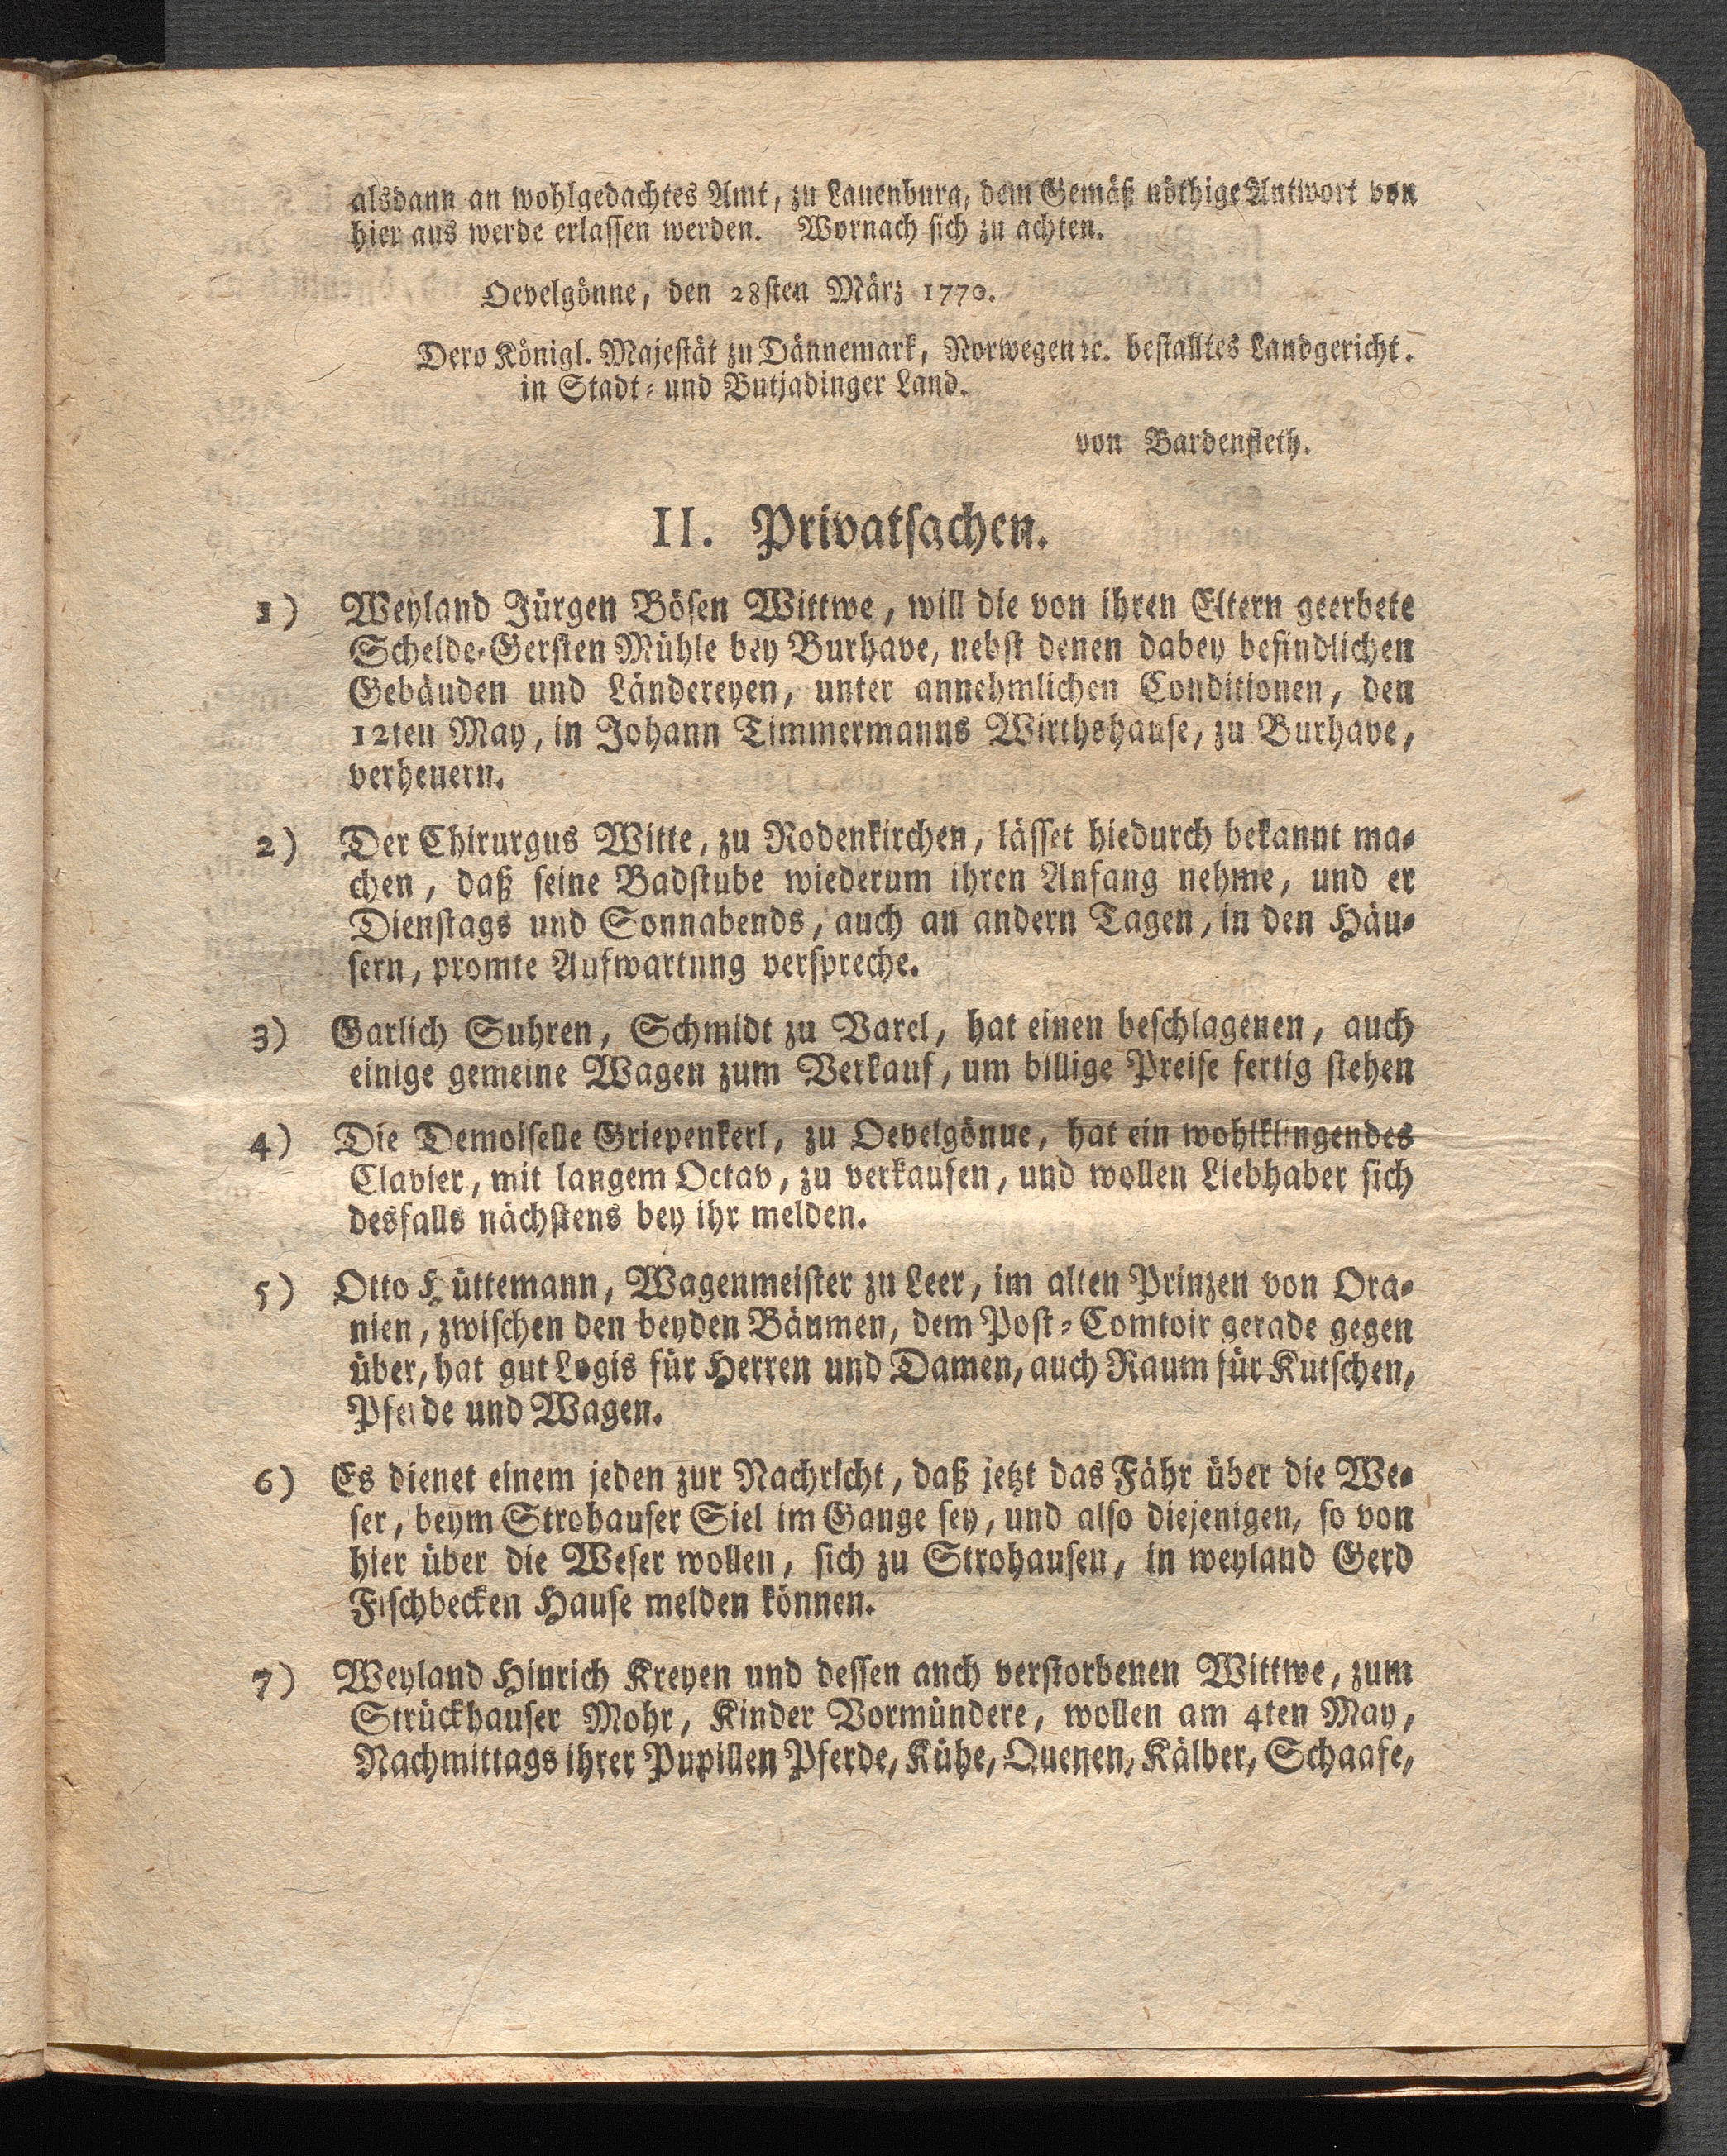 alsdann an wohlgedachtes Amt, zu Lauenburg, dem Gemäß nöthige Antwort von
hier aus werde erlassen werden. Wornach sich zu achten.
Oevelgönne, den 28sten März 1770.
Dero Königl. Majestät zu Dännemark, Norwegen ꝛc. bestalltes Landgericht.
in Stadt- und Butjadinger Land.
von Bardenfleth.
II. Privatsachen.
1) Weyland Jürgen Bösen Wittwe, will die von ihren Eltern geerbete
Schelde-Gersten Mühle bey Burhave, nebst denen dabey befindlichen
Gebäuden und Ländereyen, unter annehmlichen Conditionen, den
12ten May, in Johann Timmermanns Wirthshause, zu Burhave,
verheuern.
2) Der Chirurgus Witte, zu Rodenkirchen, lässet hiedurch bekannt ma-
chen, daß seine Badstube wiederum ihren Anfang nehme, und er
Dienstags und Sonnabends, auch an andern Tagen, in den Häu-
sern, promte Aufwartung verspreche.
3) Garlich Suhren, Schmidt zu Varel, hat einen beschlagenen, auch
einige gemeine Wagen zum Verkauf, um billige Preise fertig stehen
4) Die Demoiselle Griepenkerl, zu Oevelgönne, hat ein wohlklingendes
Clavier, mit langem Octav, zu verkaufen, und wollen Liebhaber sich
desfalls nächstens bey ihr melden.
5) Otto Hüttemann, Wagenmeister zu Leer, im alten Prinzen von Ora-
nien, zwischen den beyden Bäumen, dem Post-Comtoir gerade gegen
über, hat gut Logis für Herren und Damen, auch Raum für Kutschen,
Pferde und Wagen.
6) Es dienet einem jeden zur Nachricht, daß jetzt das Fähr über die We-
ser, beym Strohauser Siel im Gange sey, und also diejenigen, so von
hier über die Weser wollen, sich zu Strohausen, in weyland Gerd
Fischbecken Hause melden können.
7) Weyland Hinrich Kreyen und dessen auch verstorbenen Wittwe, zum
Strückhauser Mohr, Kinder Vormündere, wollen am 4ten May,
Nachmittags ihrer Pupillen Pferde, Kühe, Quenen, Kälber, Schaafe,